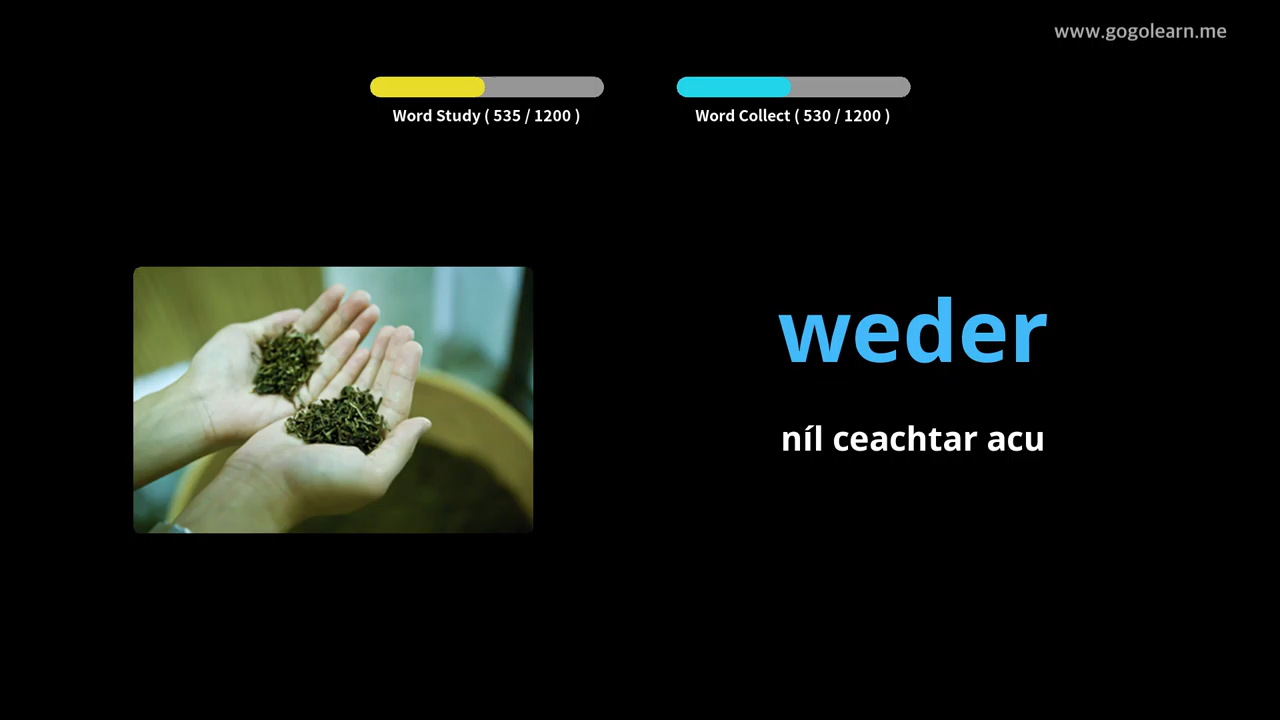 www.gogolearn.me
Word Study ( 535 / 1200 )
Word Collect ( 530 / 1200 )
weder
níl ceachtar acu